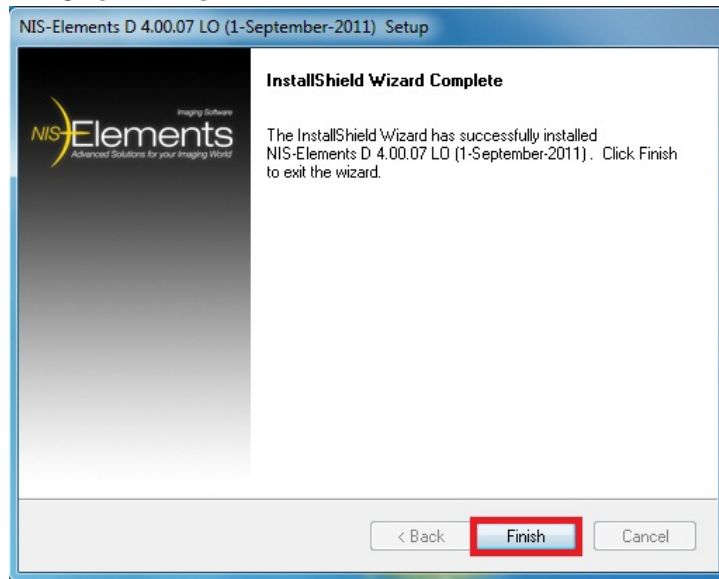 NIS-Elements D 4.00.07 LO (1-September-2011) Setup
InstallShield Wizard Complete
Imaging Software
NIS Elements
Advanced Solutions for your Imaging World
The InstallShield Wizard has successfully installed
NIS-Elements D 4.00.07 LO (1-September-2011) . Click Finish
to exit the wizard.
< Back Finish Cancel